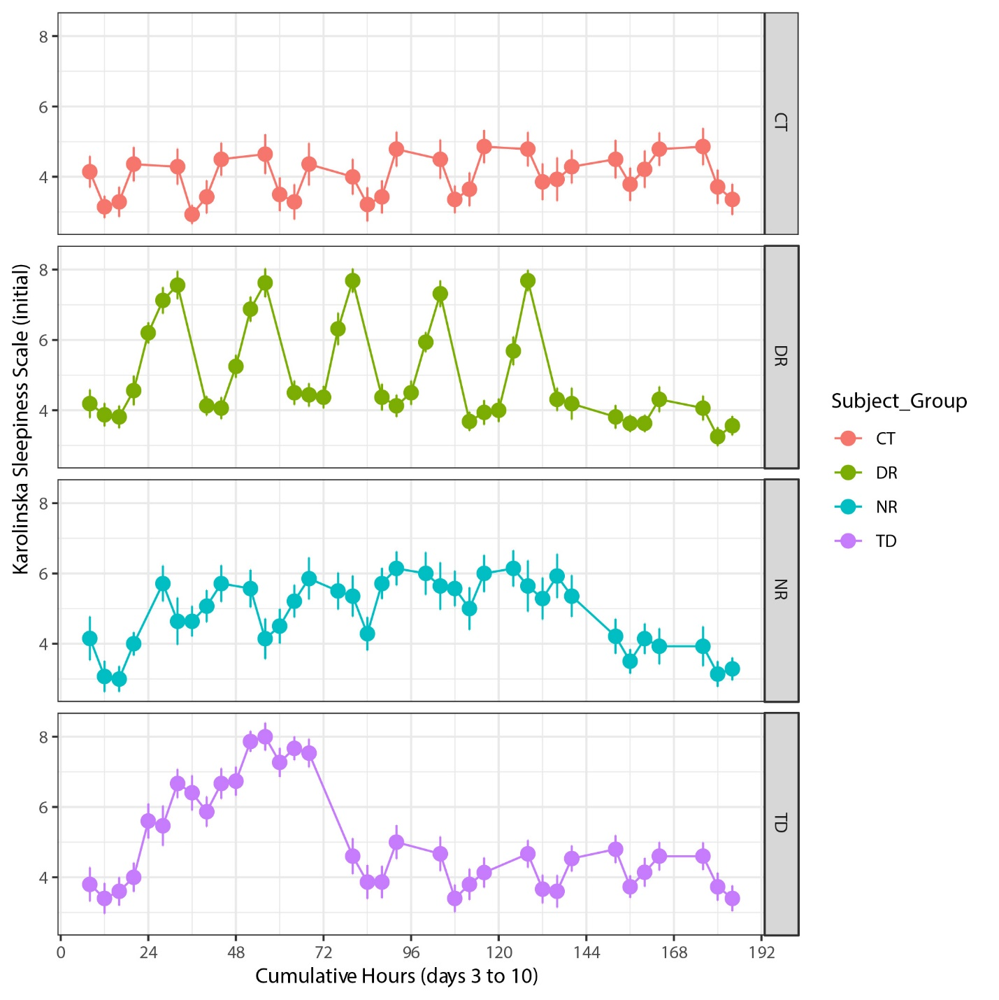 8
6
4
CT
8
6
4
DR
8
6
4
NR
8
6
4
TD
0 24 48 72 96 120 144 168 192
Cumulative Hours (days 3 to 10)
Karolinska Sleepiness Scale (initial)
Subject_Group
CT
DR
NR
TD